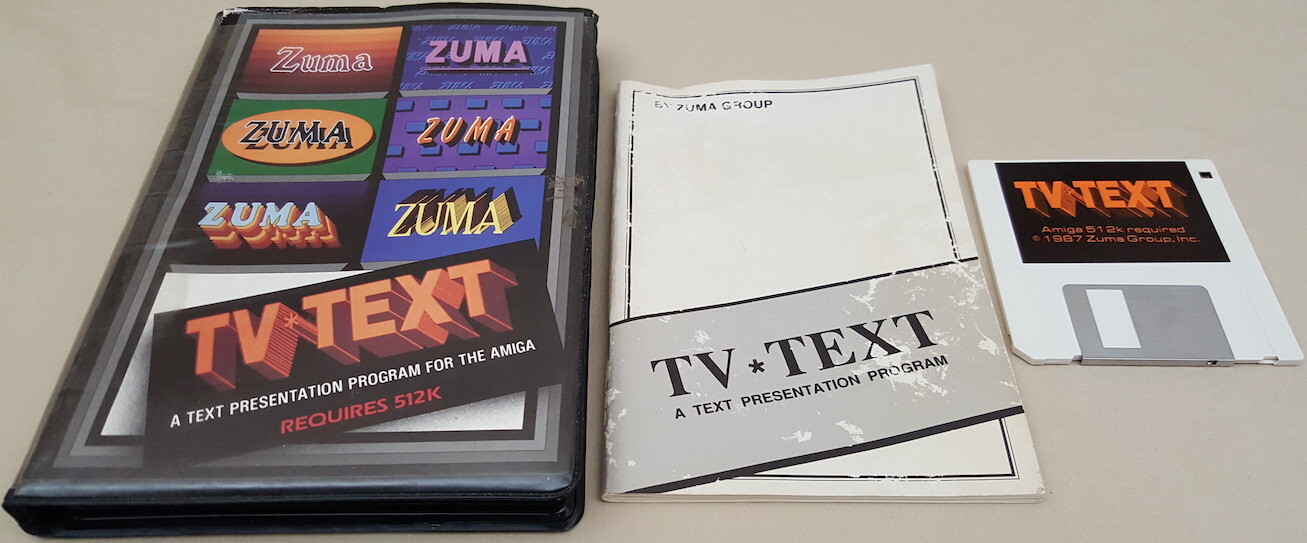 Zuma
ZUMA
ZUMA
ZUMA
ZUMA
ZUMA
TV*TEXT
A TEXT PRESENTATION PROGRAM FOR THE AMIGA
REQUIRES 512K
BY ZUMA GROUP
TV*TEXT
A TEXT PRESENTATION PROGRAM
TV*TEXT
Amiga 512k required
© 1987 Zuma Group, Inc.